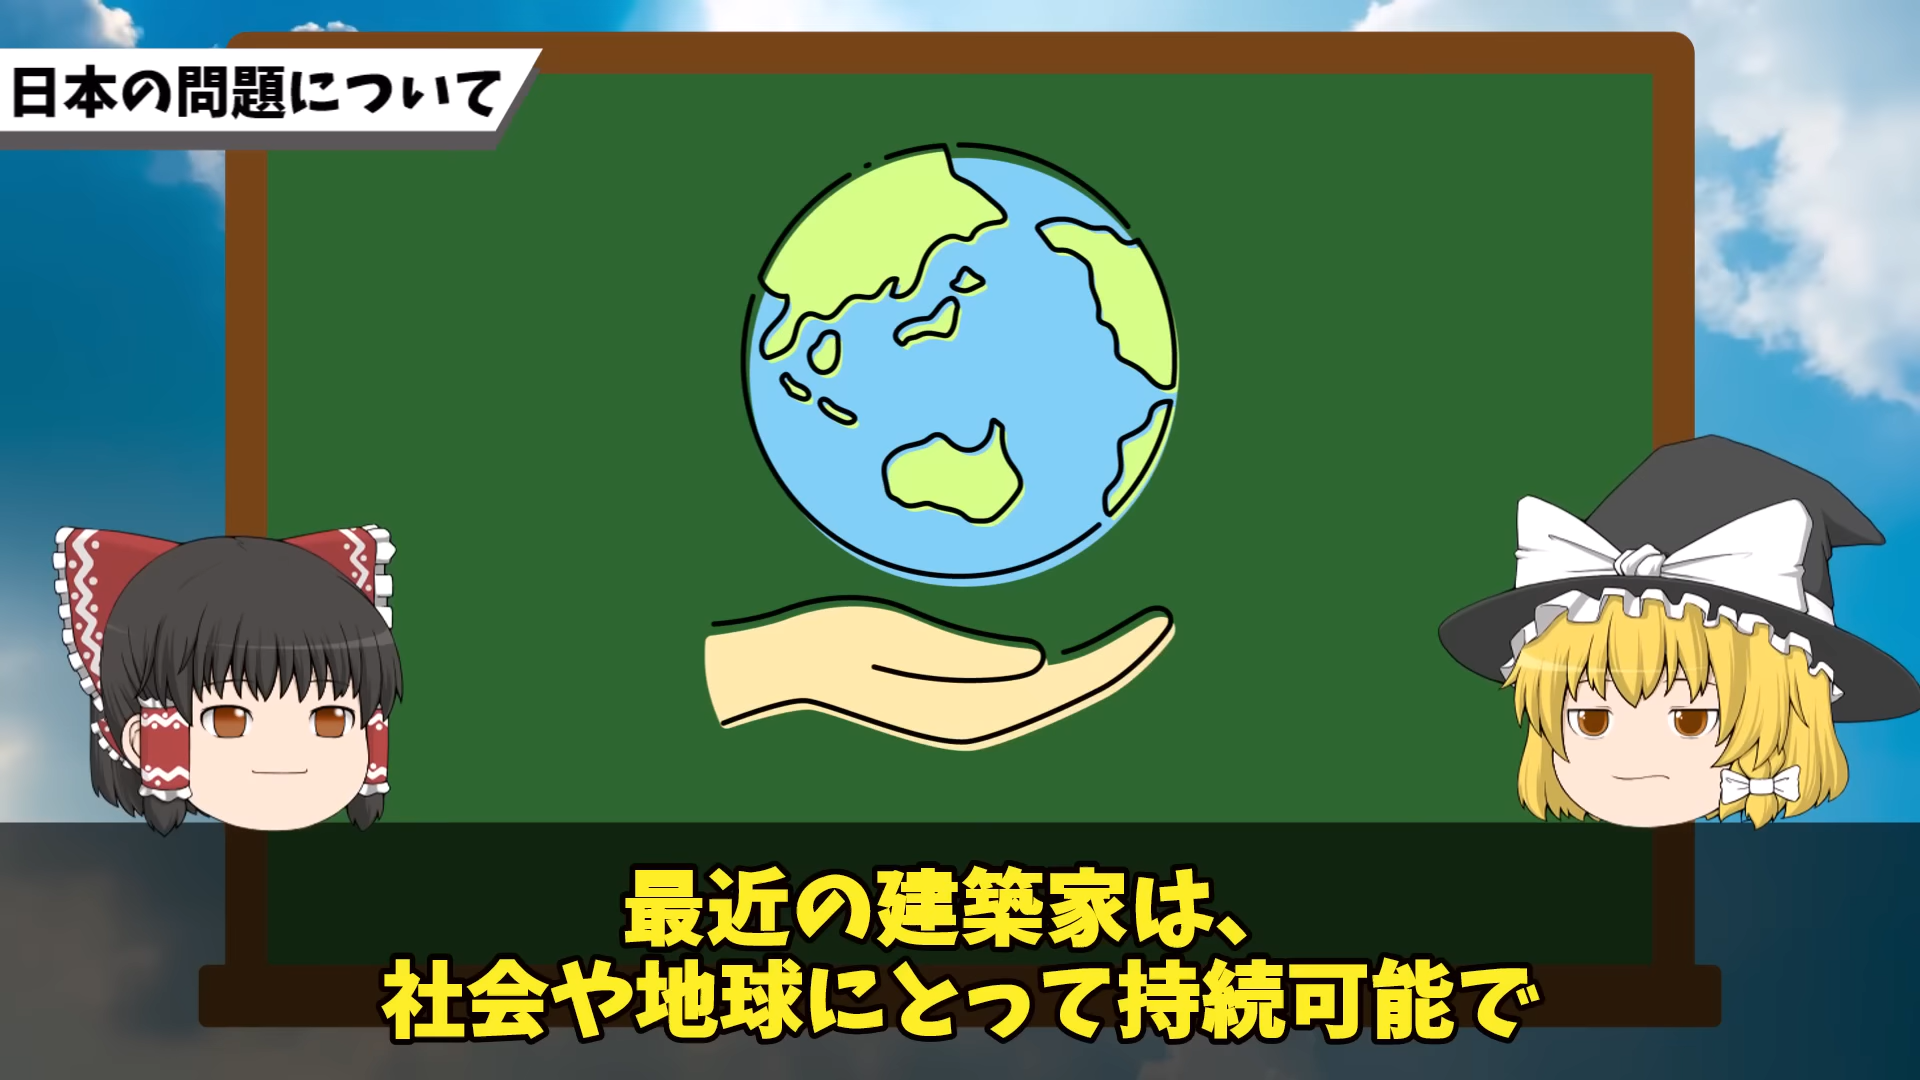 日本の問題について
最近の建築家は、
社会や地球にとって持続可能で